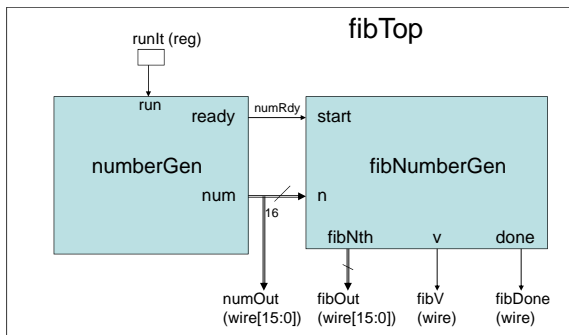 fibTop
runIt (reg)
run
ready
numRdy
start
numberGen
fibNumberGen
num
16
n
fibNth
v
done
numOut
(wire[15:0])
fibOut
(wire[15:0])
fibV
(wire)
fibDone
(wire)